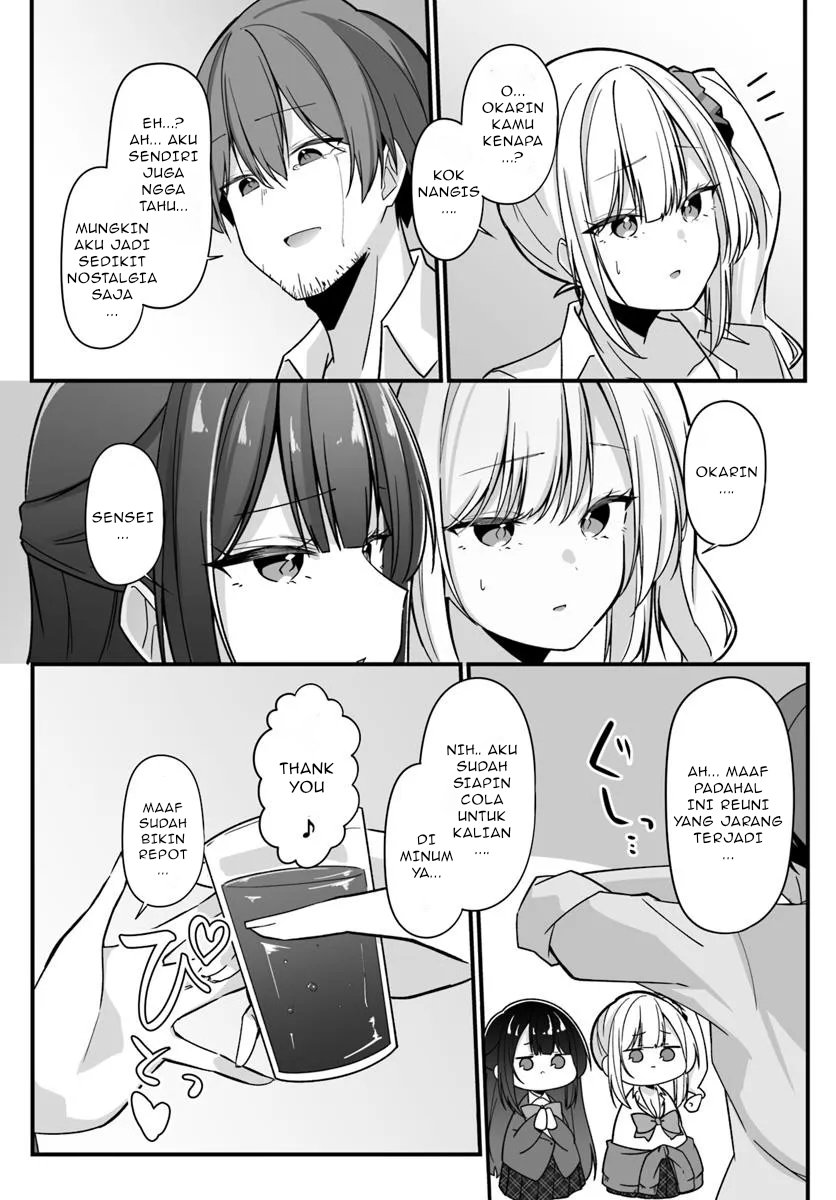 O...
OKARIN
KAMU
KENAPA
...?
KOK
NANGIS
....
EH...?
AH... AKU
SENDIRI
JUGA
NGGA
TAHU...
MUNGKIN
AKU JADI
SEDIKIT
NOSTALGIA
SAJA
...
OKARIN
....
SENSEI
...
AH... MAAF
PADAHAL
INI REUNI
YANG JARANG
TERJADI
...
ぐしっ…
NIH.. AKU
SUDAH
SIAPIN
COLA
UNTUK
KALIAN
....
DI
MINUM
YA...
THANK
YOU
♪
MAAF
SUDAH
BIKIN
REPOT
...
ぴ♡とっ♡